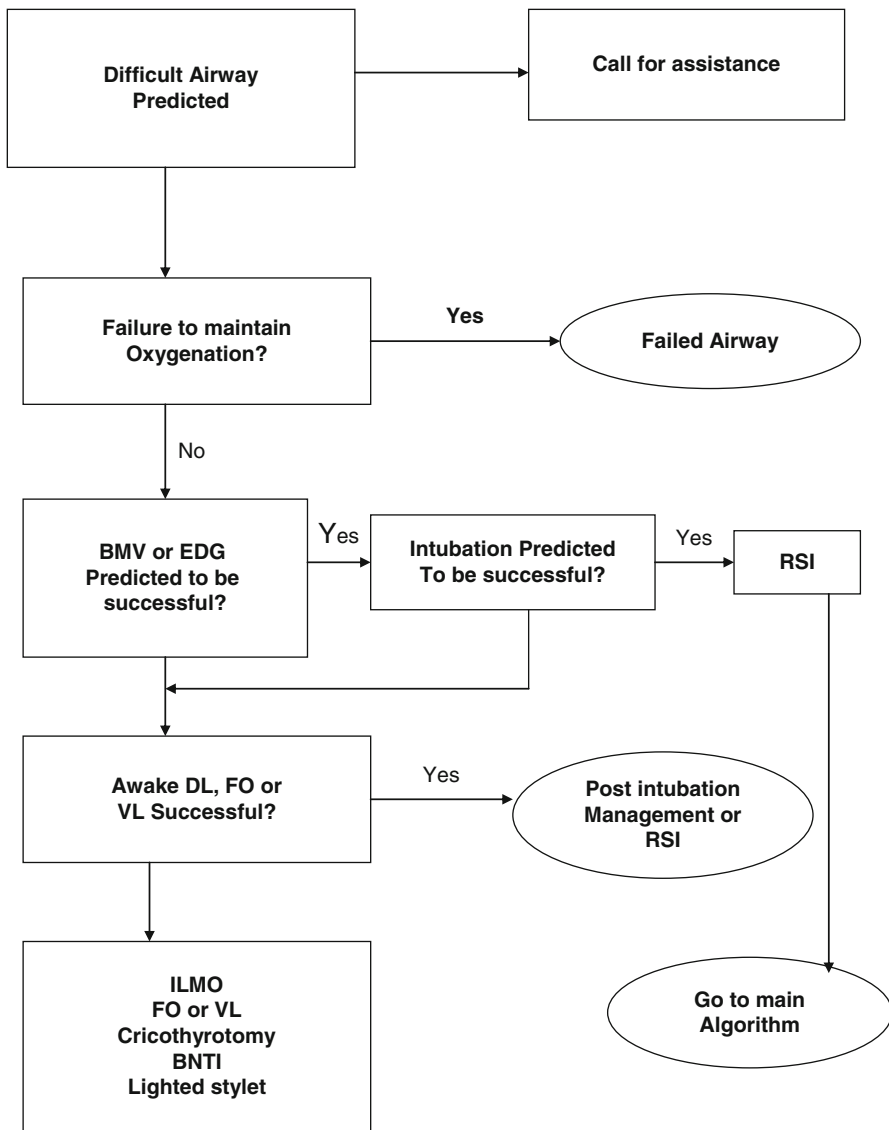 Difficult Airway
Predicted
Call for assistance
Failure to maintain
Oxygenation?
Yes
Failed Airway
No
BMV or EDG
Predicted to be
successful?
Yes
Intubation Predicted
To be successful?
Yes
RSI
Awake DL, FO or
VL Successful?
Yes
Post intubation
Management or
RSI
ILMO
FO or VL
Cricothyrotomy
BNTI
Lighted stylet
Go to main
Algorithm